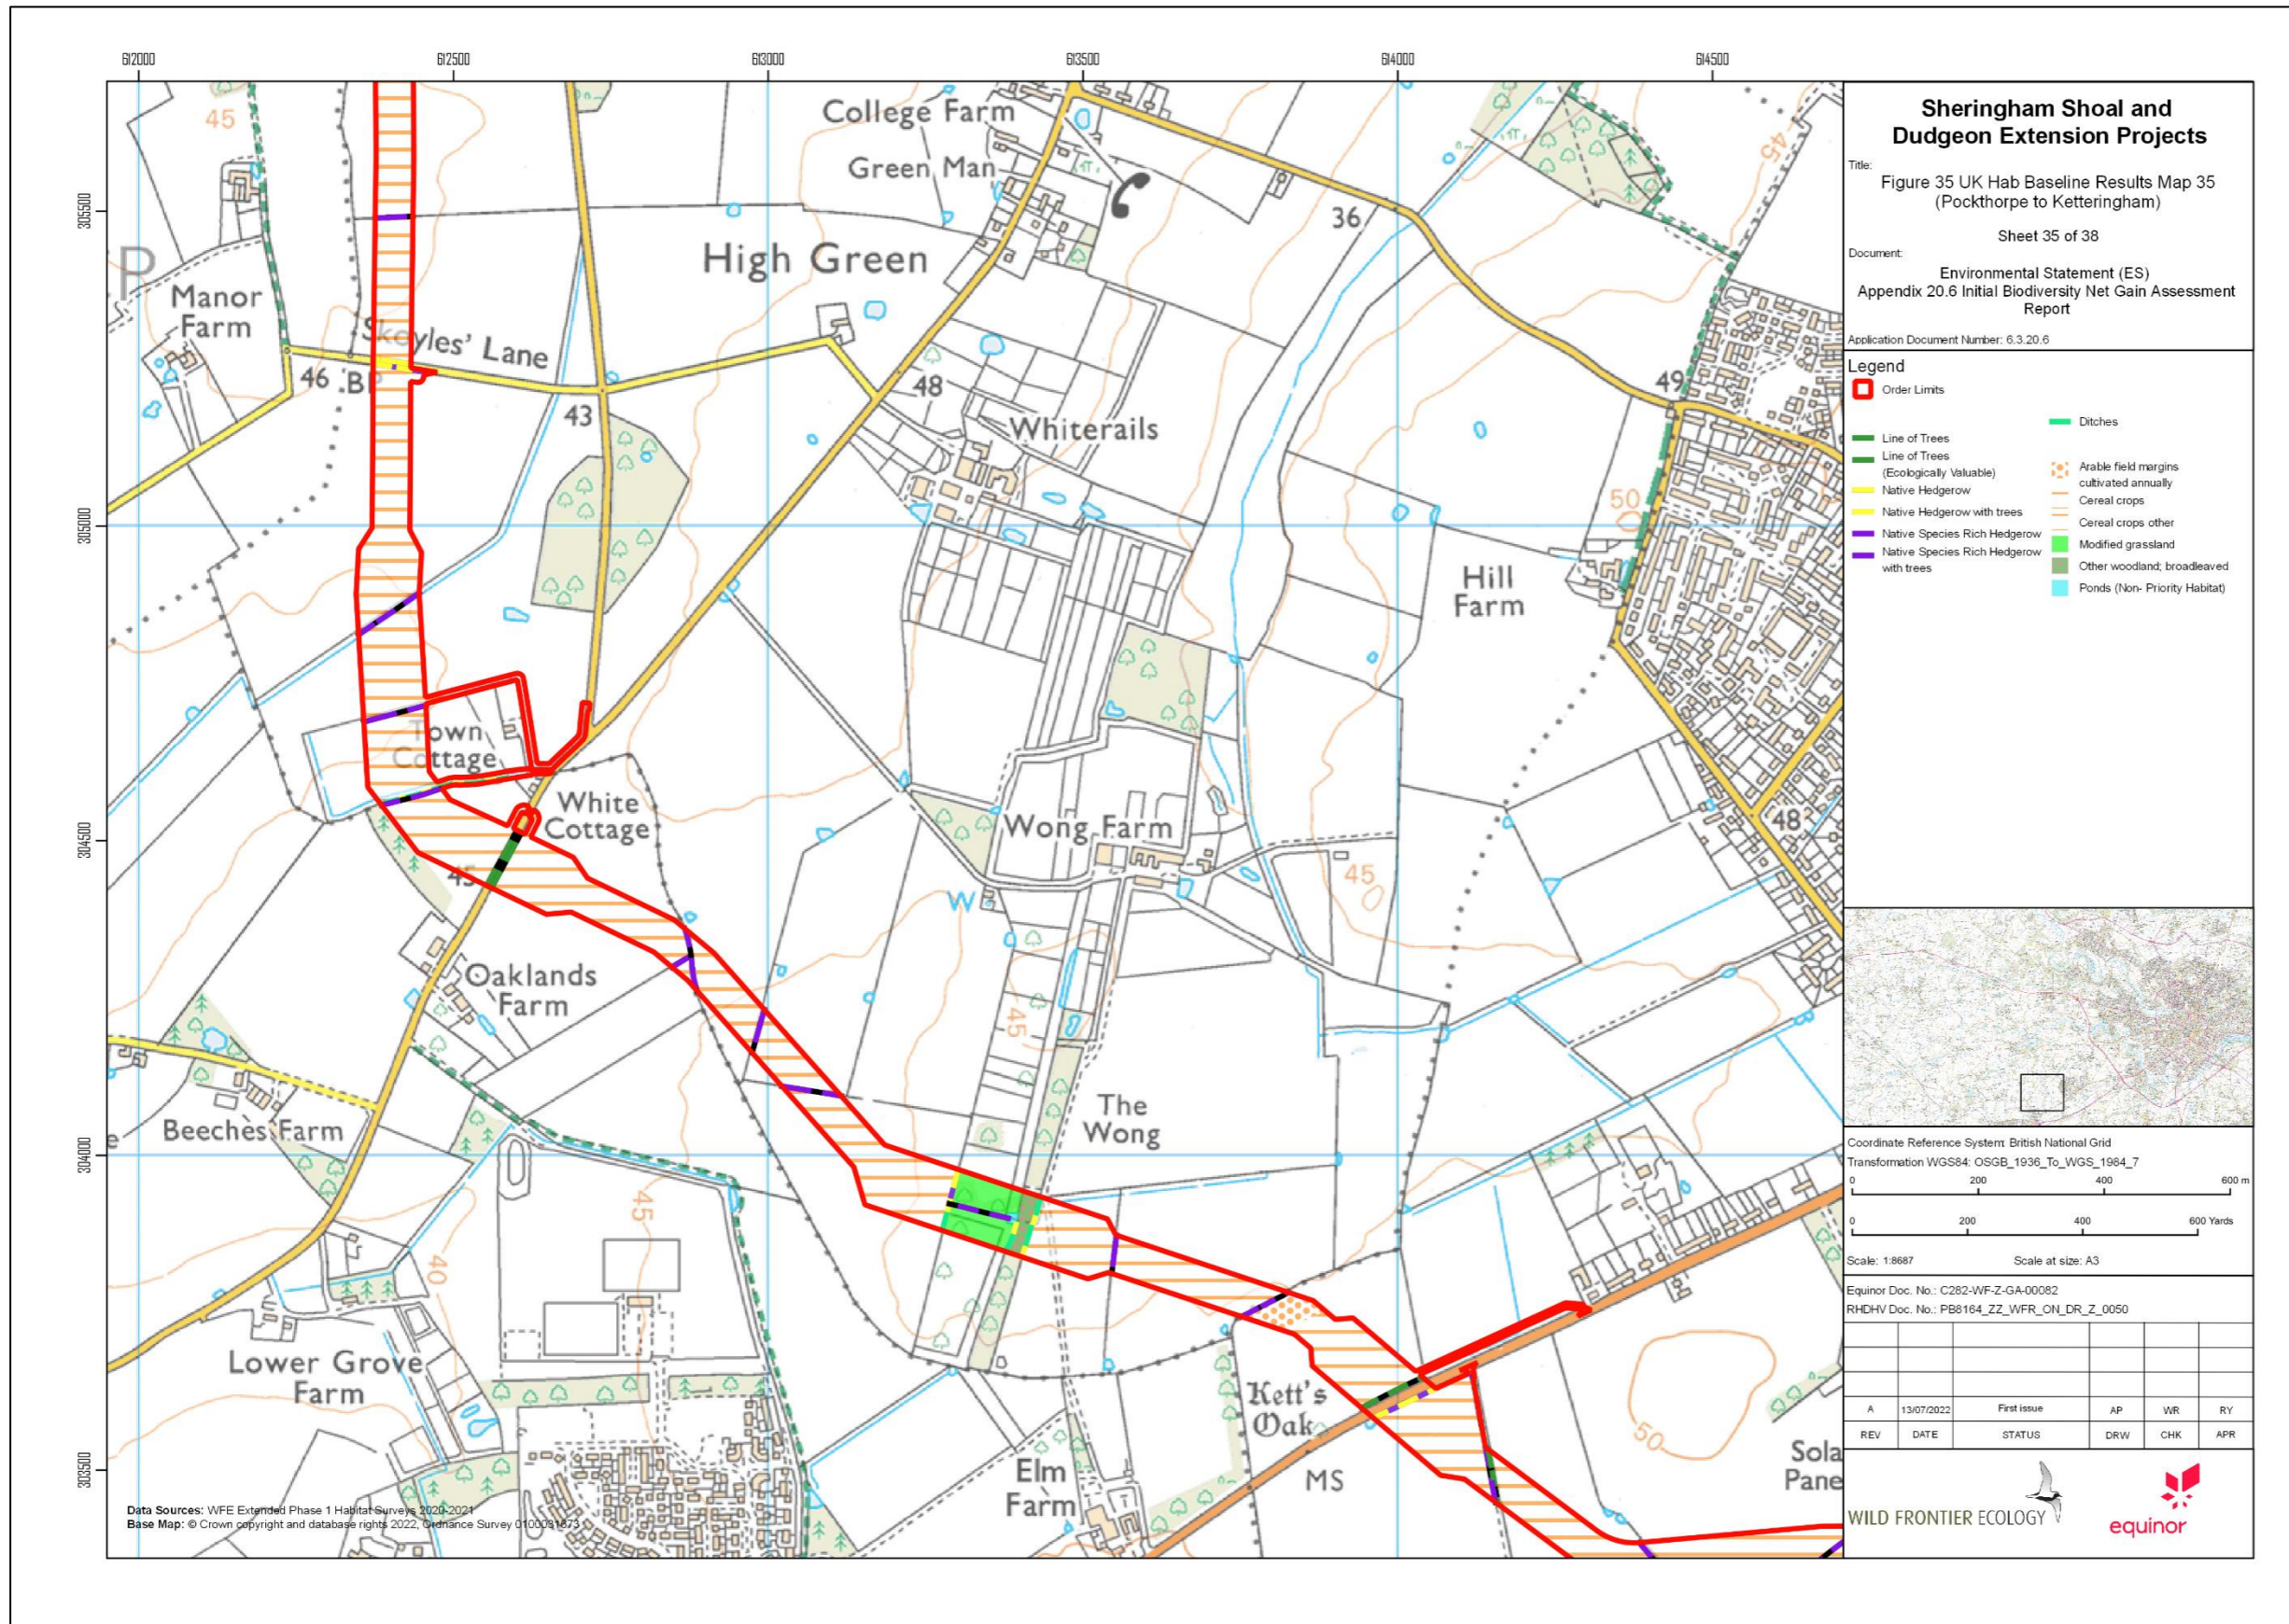 612000 612500 613000 613500 614000 614500
305500
305000
304500
304000
303500
45
College Farm
Green Man
36
45
High Green
P
Manor
Farm
Skoyles' Lane
46
43
48
49
Whiterails
50
Hill
Farm
Town
Cottage
White
Cottage
Wong Farm
48
45
45
W
Oaklands
Farm
45
The
Wong
Beeches Farm
45
40
Lower Grove
Farm
Kett's
Oak
MS
50
Elm
Farm
Sola
Pane
Data Sources: WFE Extended Phase 1 Habitat Surveys 2020-2021
Base Map: © Crown copyright and database rights 2022, Ordnance Survey
Sheringham Shoal and
Dudgeon Extension Projects
Title:
Figure 35 UK Hab Baseline Results Map 35
(Pockthorpe to Ketteringham)
Sheet 35 of 38
Document:
Environmental Statement (ES)
Appendix 20.6 Initial Biodiversity Net Gain Assessment
Report
Application Document Number: 6.3.20.6
Legend
Order Limits
Line of Trees
Line of Trees
(Ecologically Valuable)
Native Hedgerow
Native Hedgerow with trees
Native Species Rich Hedgerow
Native Species Rich Hedgerow
with trees
Ditches
Arable field margins
cultivated annually
Cereal crops
Cereal crops other
Modified grassland
Other woodland; broadleaved
Ponds (Non- Priority Habitat)
Coordinate Reference System: British National Grid
Transformation WGS84: OSGB_1936_To_WGS_1984_7
0 200 400 600 m
0 200 400 600 Yards
Scale: 1:8687 Scale at size: A3
Equinor Doc. No.: C282-WF-Z-GA-00082
RHDHV Doc. No.: PB8164_ZZ_WFR_ON_DR_Z_0050
A 13/07/2022 First issue AP WR RY
REV DATE STATUS DRW CHK APR
WILD FRONTIER ECOLOGY
equinor